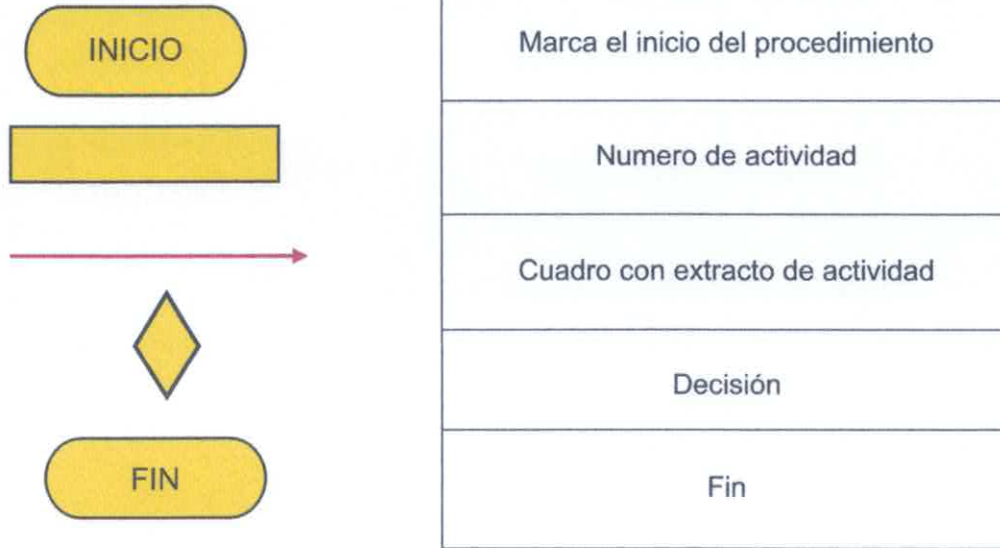 INICIO
Marca el inicio del procedimiento
Numero de actividad
Cuadro con extracto de actividad
Decisión
FIN
Fin